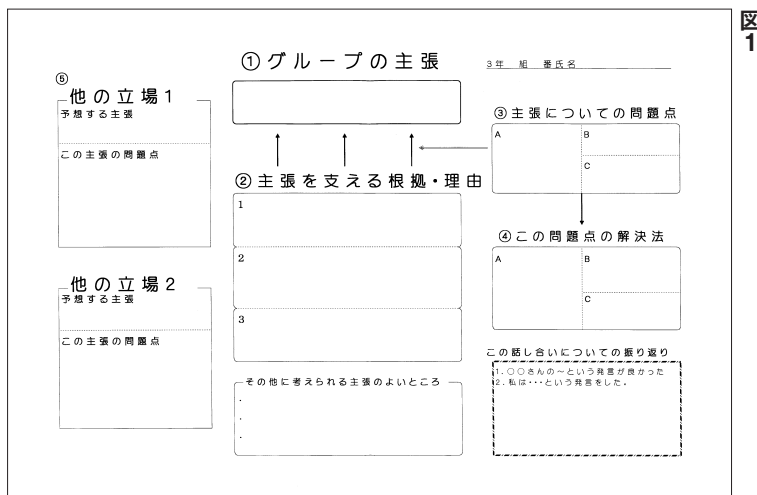 図1
①グループの主張
3年 組 番氏名
⑤
他の立場1
予想する主張
この主張の問題点
③主張についての問題点
A
B
C
②主張を支える根拠・理由
1
2
3
④この問題点の解決法
A
B
C
他の立場2
予想する主張
この主張の問題点
その他に考えられる主張のよいところ
・
・
・
この話し合いについての振り返り
1.○○さんの~という発言が良かった
2.私は・・・という発言をした。